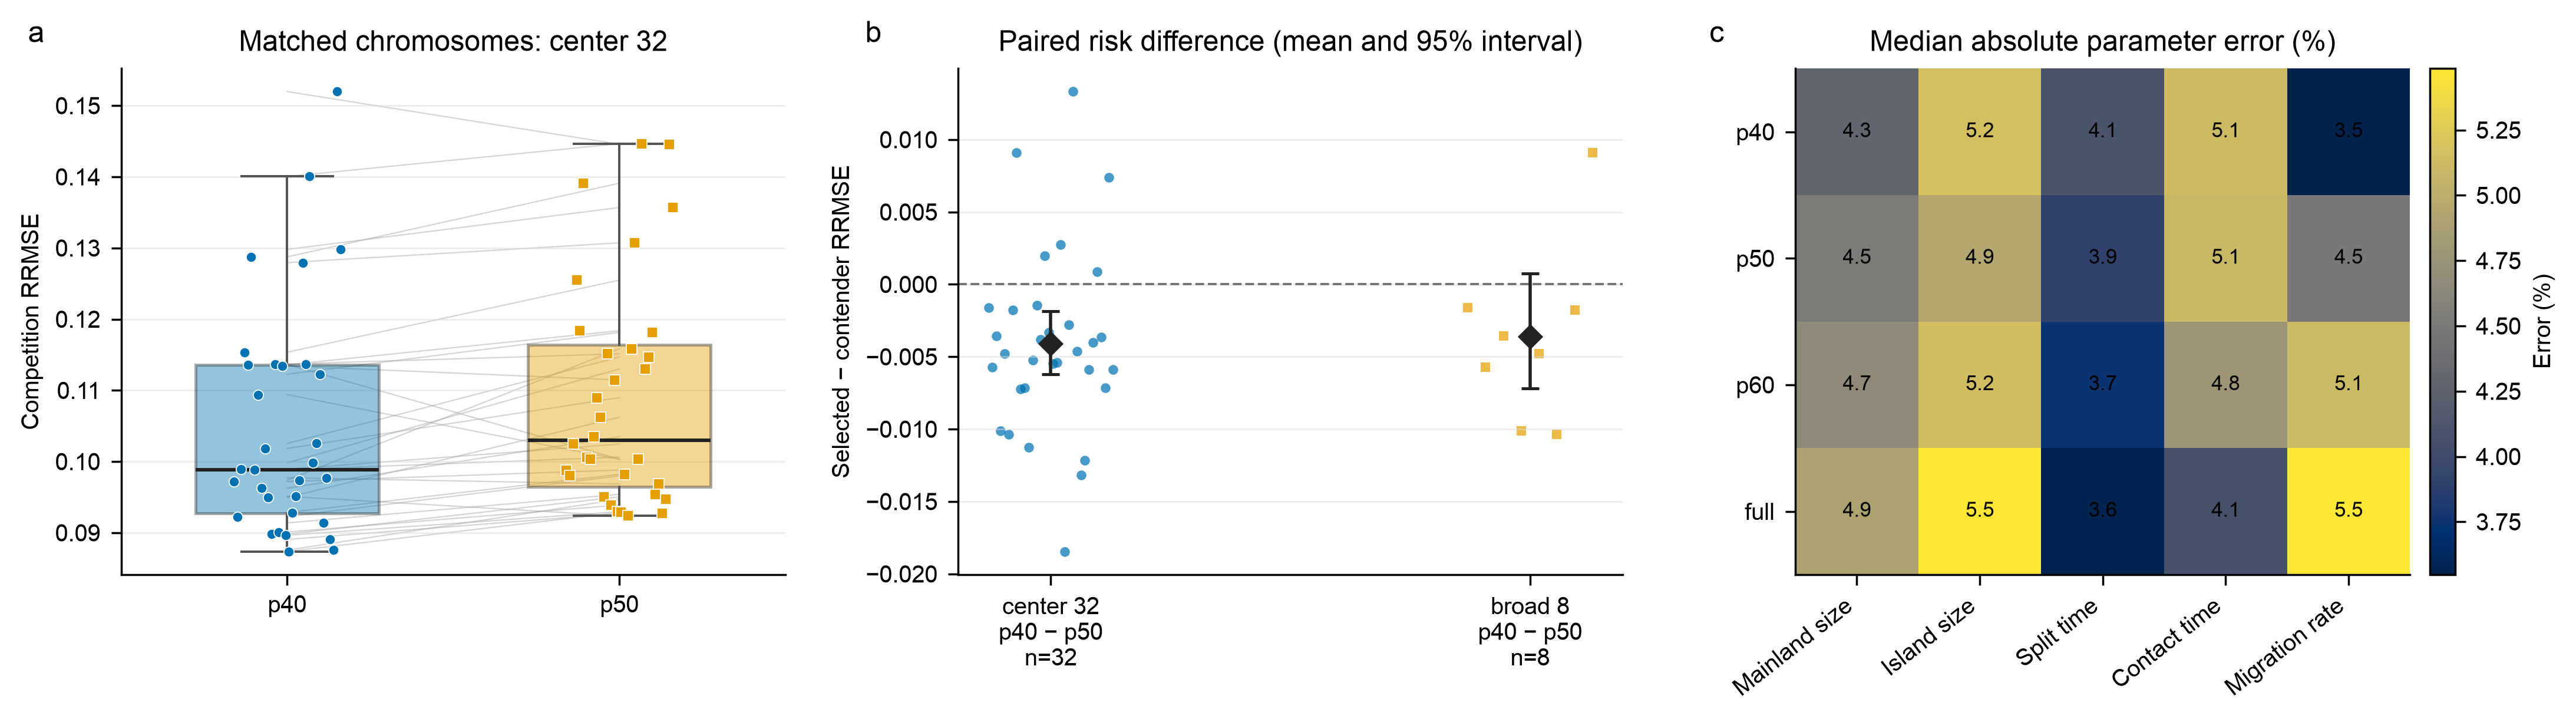 a
Matched chromosomes: center 32
Competition RRMSE
0.15
0.14
0.13
0.12
0.11
0.10
0.09
p40
p50
b
Paired risk difference (mean and 95% interval)
Selected − contender RRMSE
0.010
0.005
0.000
−0.005
−0.010
−0.015
−0.020
center 32
p40 − p50
n=32
broad 8
p40 − p50
n=8
c
Median absolute parameter error (%)
p40
4.3
5.2
4.1
5.1
3.5
p50
4.5
4.9
3.9
5.1
4.5
p60
4.7
5.2
3.7
4.8
5.1
full
4.9
5.5
3.6
4.1
5.5
Mainland size
Island size
Split time
Contact time
Migration rate
5.25
5.00
4.75
4.50
4.25
4.00
3.75
Error (%)